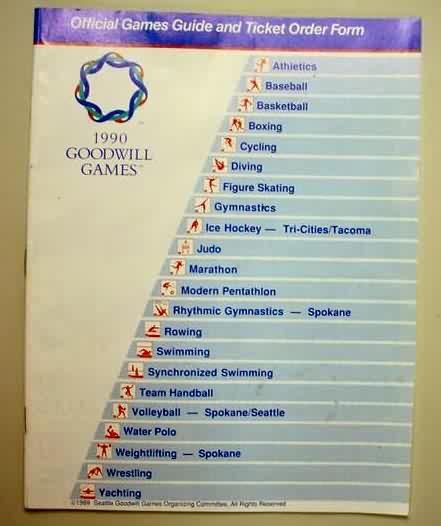 Official Games Guide and Ticket Order Form
1990
GOODWILL
GAMES™
Athletics
Baseball
Basketball
Boxing
Cycling
Diving
Figure Skating
Gymnastics
Ice Hockey — Tri-Cities/Tacoma
Judo
Marathon
Modern Pentathlon
Rhythmic Gymnastics — Spokane
Rowing
Swimming
Synchronized Swimming
Team Handball
Volleyball — Spokane/Seattle
Water Polo
Weightlifting — Spokane
Wrestling
Yachting
©1989 Seattle Goodwill Games Organizing Committee, All Rights Reserved